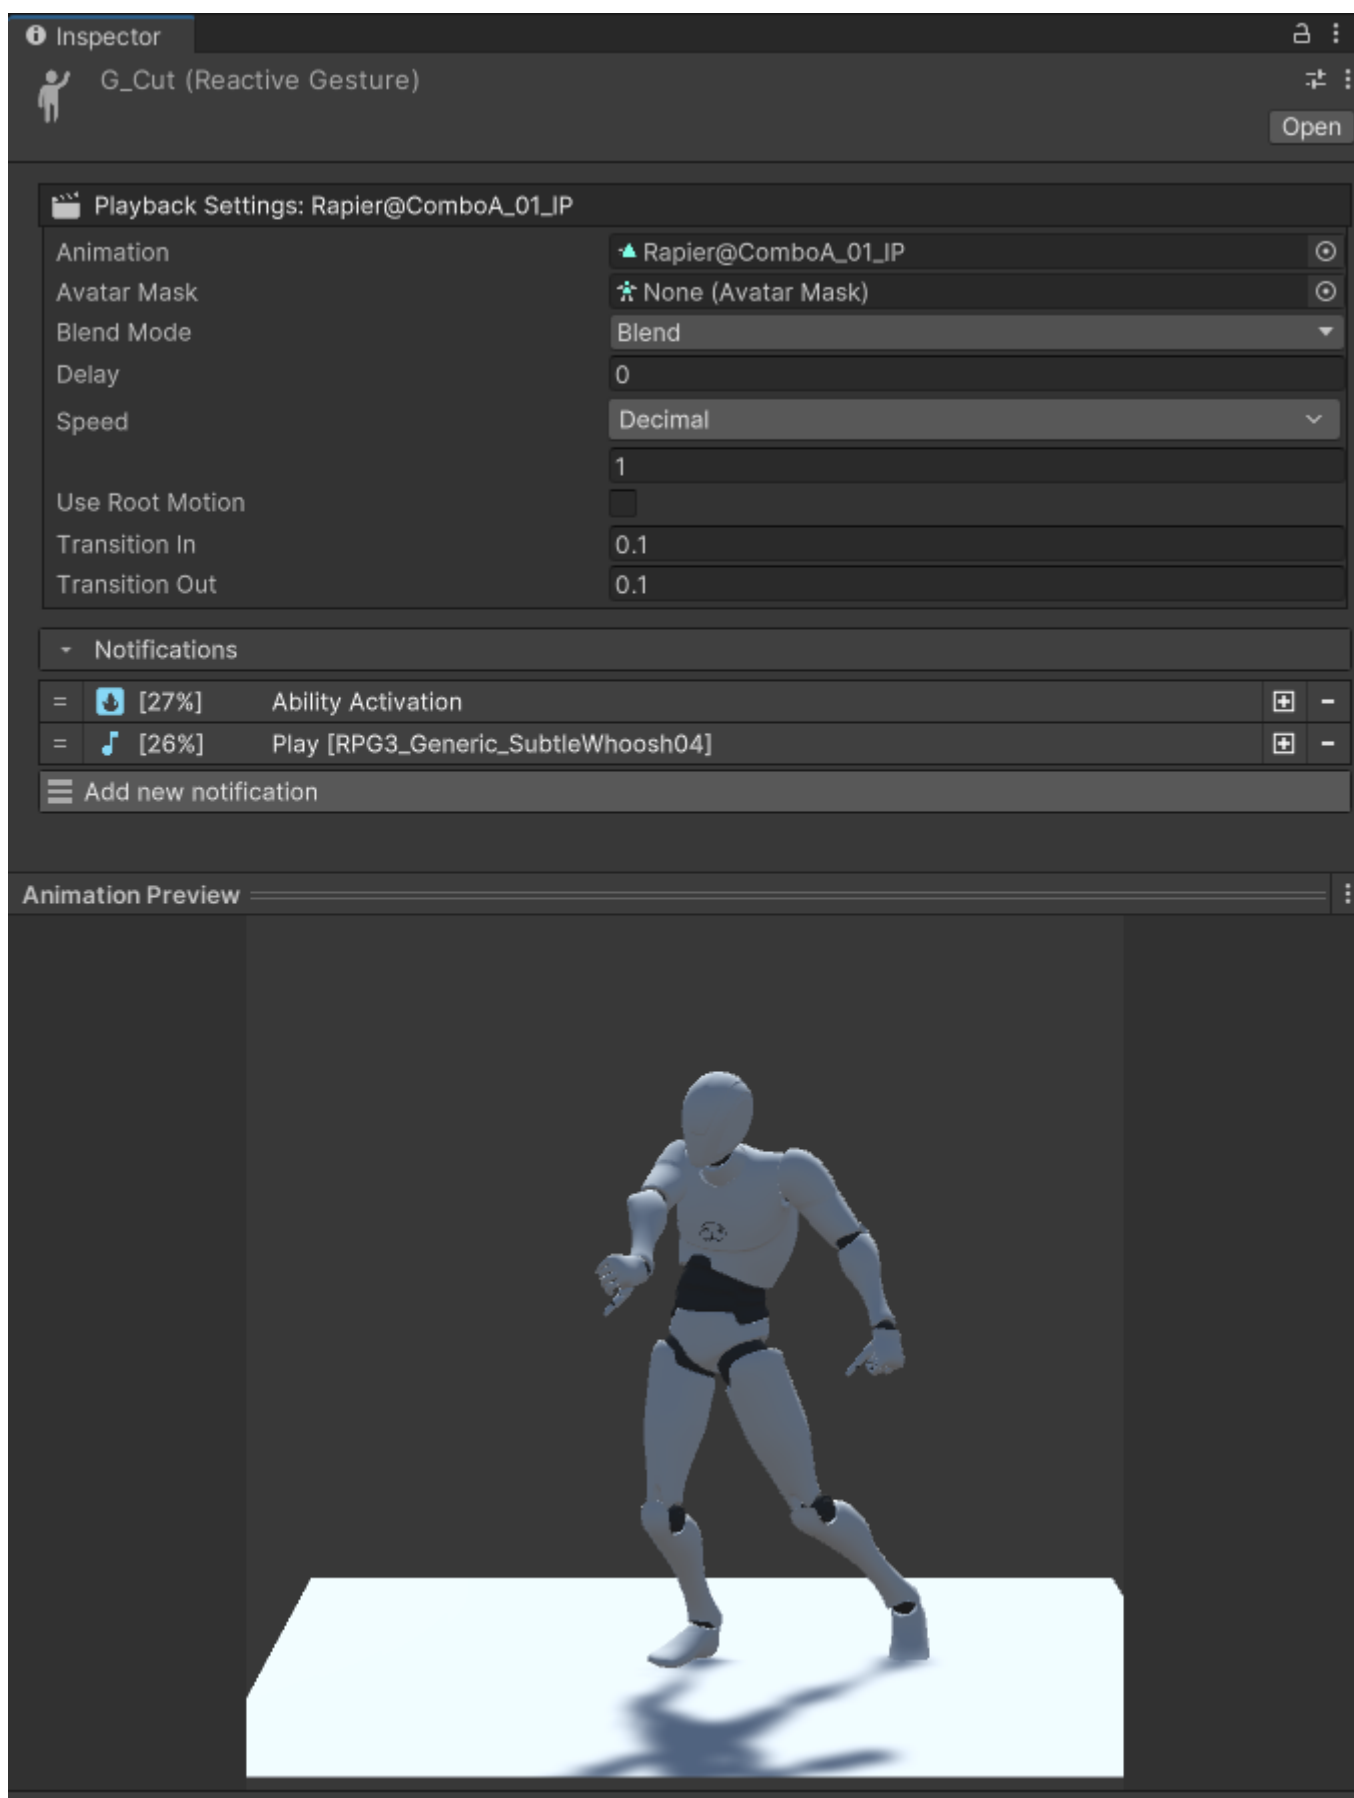 Inspector
G_Cut (Reactive Gesture)
Open
Playback Settings: Rapier@ComboA_01_IP
Animation Rapier@ComboA_01_IP
Avatar Mask None (Avatar Mask)
Blend Mode Blend
Delay 0
Speed Decimal
1
Use Root Motion
Transition In 0.1
Transition Out 0.1
Notifications
= [27%] Ability Activation
= [26%] Play [RPG3_Generic_SubtleWhoosh04]
Add new notification
Animation Preview